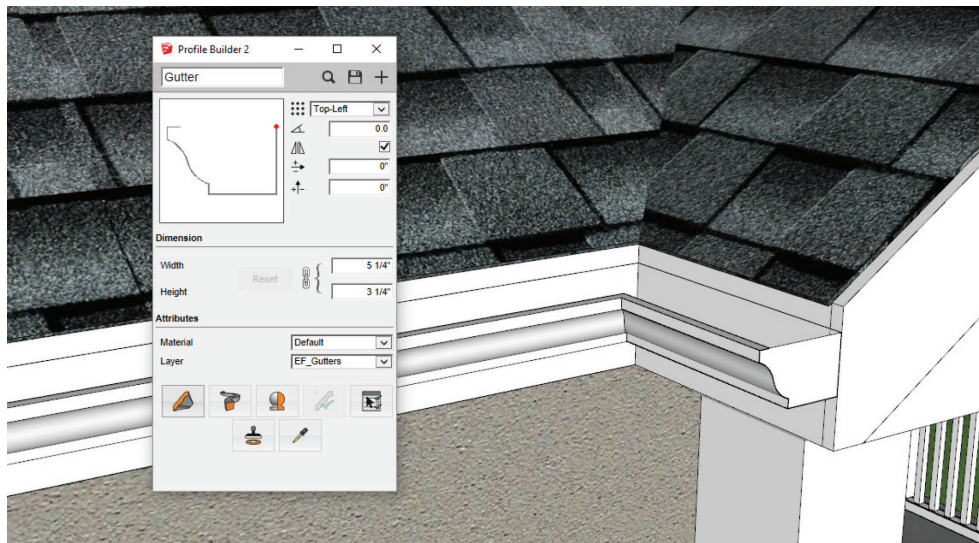 Profile Builder 2
Gutter
Top-Left
0.0
0"
0"
Dimension
Width
5 1/4"
Reset
Height
3 1/4"
Attributes
Material
Default
Layer
EF_Gutters